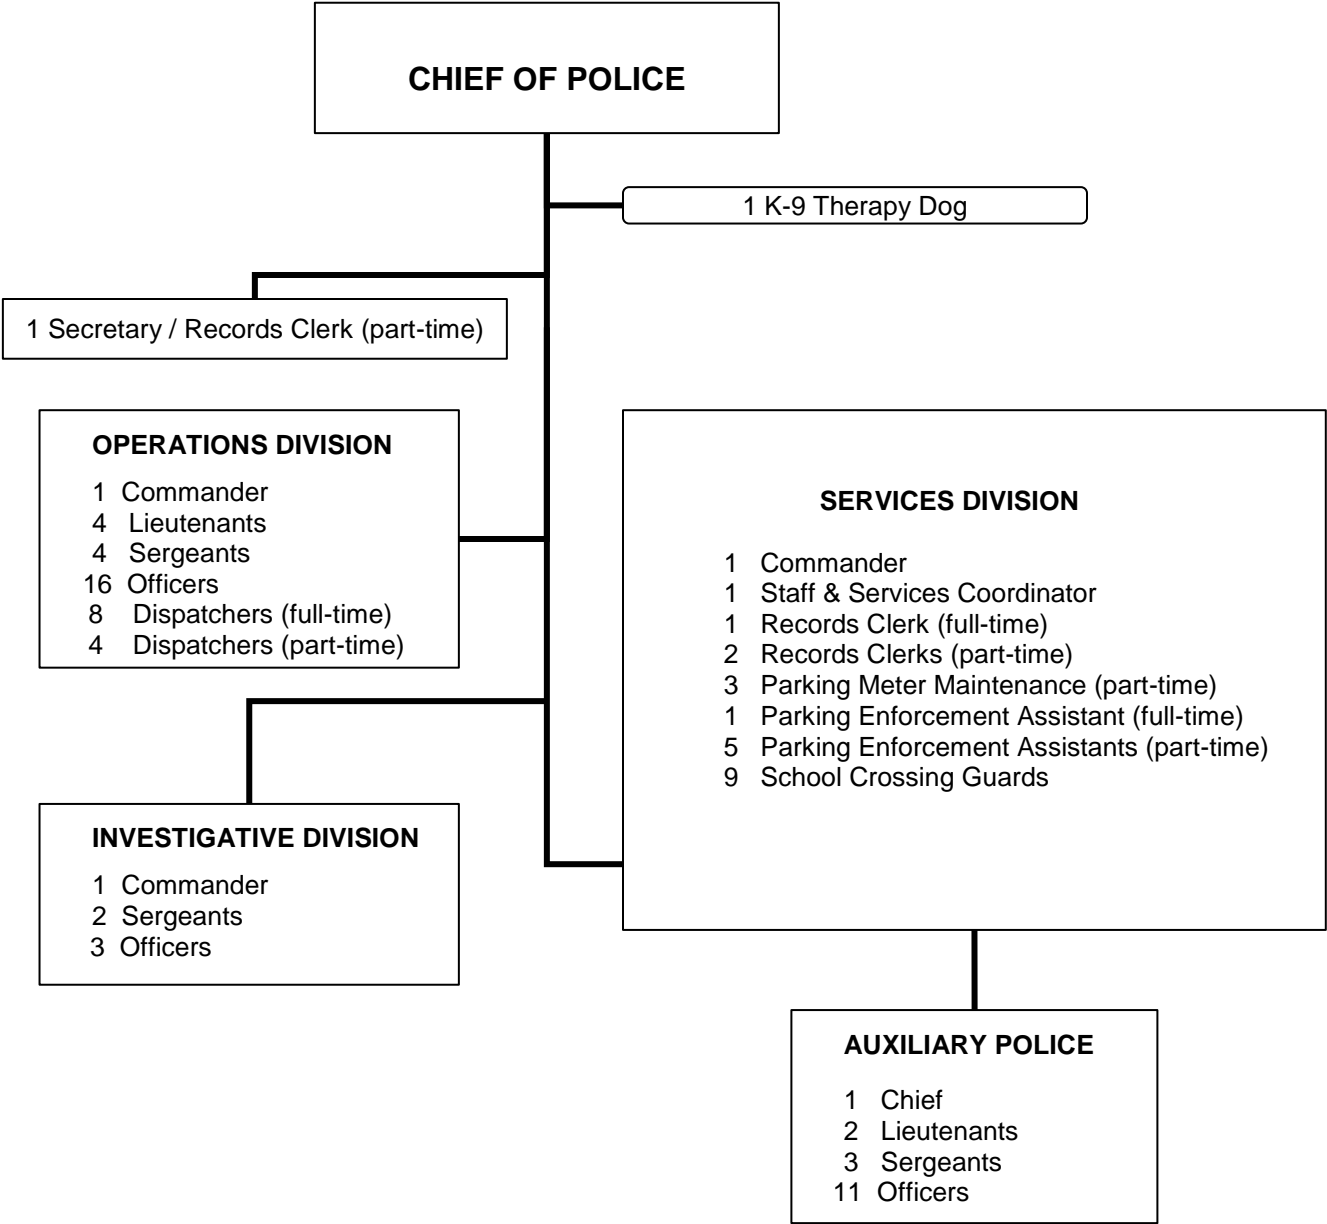 CHIEF OF POLICE
1 K-9 Therapy Dog
1 Secretary / Records Clerk (part-time)
OPERATIONS DIVISION
1 Commander
4 Lieutenants
4 Sergeants
16 Officers
8 Dispatchers (full-time)
4 Dispatchers (part-time)
SERVICES DIVISION
1 Commander
1 Staff & Services Coordinator
1 Records Clerk (full-time)
2 Records Clerks (part-time)
3 Parking Meter Maintenance (part-time)
1 Parking Enforcement Assistant (full-time)
5 Parking Enforcement Assistants (part-time)
9 School Crossing Guards
INVESTIGATIVE DIVISION
1 Commander
2 Sergeants
3 Officers
AUXILIARY POLICE
1 Chief
2 Lieutenants
3 Sergeants
11 Officers